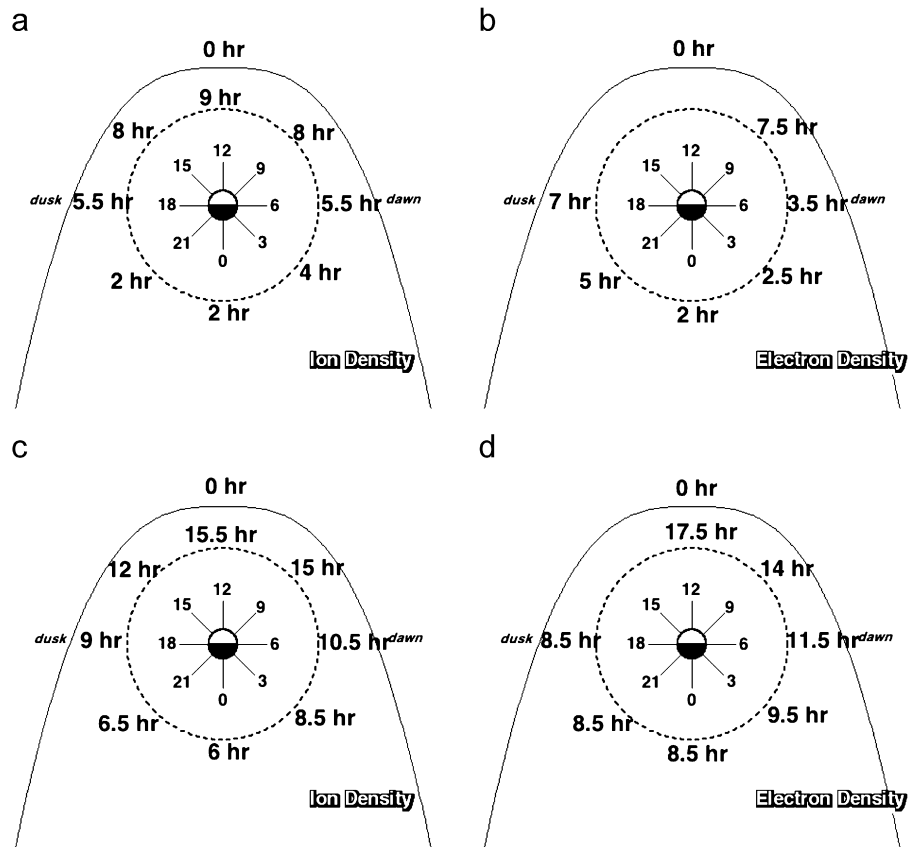 a
0 hr
9 hr
8 hr
8 hr
12
15
9
dusk
5.5 hr
18
6
5.5 hr
dawn
21
3
0
2 hr
4 hr
2 hr
Ion Density
b
0 hr
7.5 hr
12
15
9
dusk
7 hr
18
6
3.5 hr
dawn
21
3
0
5 hr
2.5 hr
2 hr
Electron Density
c
0 hr
15.5 hr
12 hr
15 hr
12
15
9
dusk
9 hr
18
6
10.5 hr
dawn
21
3
0
6.5 hr
8.5 hr
6 hr
Ion Density
d
0 hr
17.5 hr
14 hr
12
15
9
dusk
8.5 hr
18
6
11.5 hr
dawn
21
3
0
8.5 hr
9.5 hr
8.5 hr
Electron Density